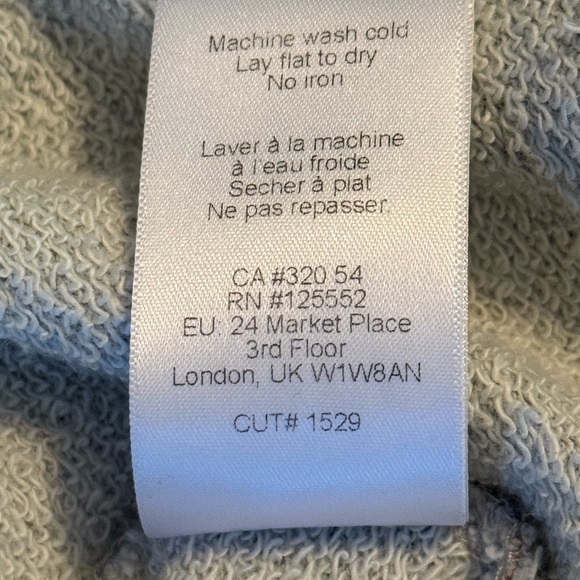 Machine wash cold
Lay flat to dry
No iron
Laver à la machine
à l'eau froide
Secher à plat
Ne pas repasser.
CA #320 54
RN #125552
EU: 24 Market Place
3rd Floor
London, UK W1W8AN
CUT# 1529